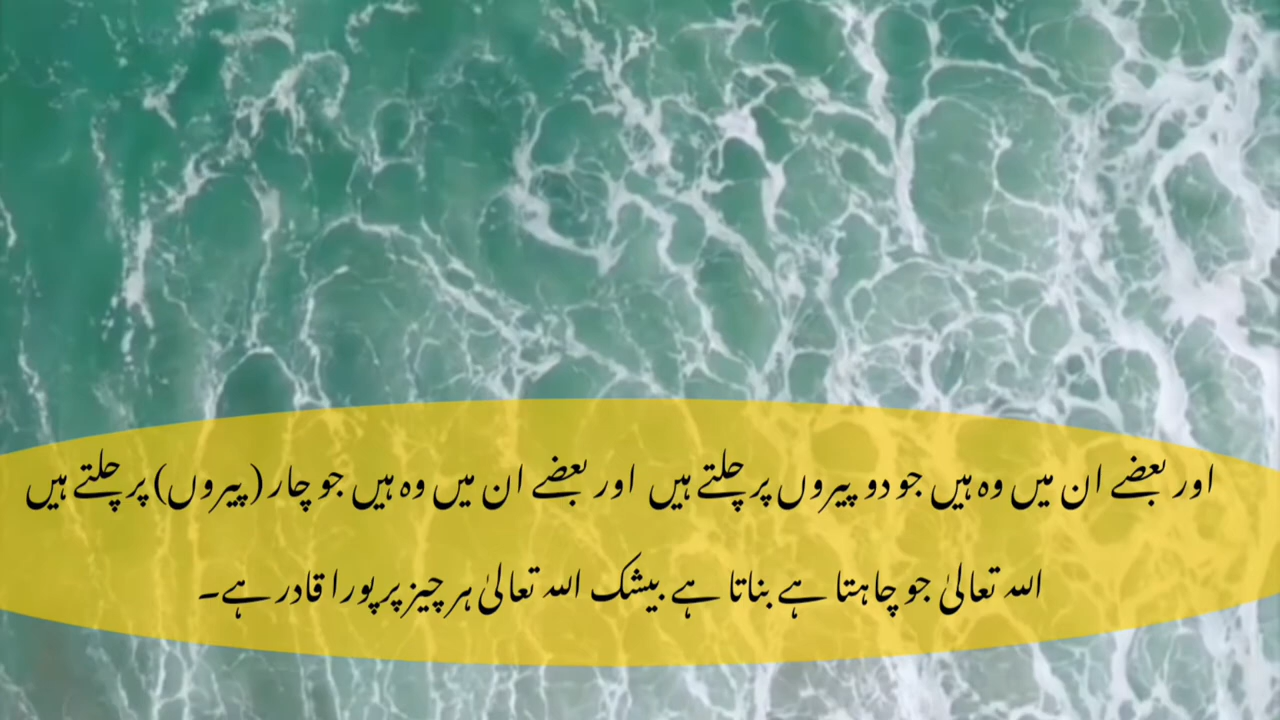 اور بعضے ان میں وہ ہیں جو دو پیروں پر چلتے ہیں اور بعضے ان میں وہ ہیں جو چار (پیروں) پر چلتے ہیں
اللہ تعالیٰ جو چاہتا ہے بناتا ہے بیشک اللہ تعالیٰ ہر چیز پر پورا قادر ہے۔